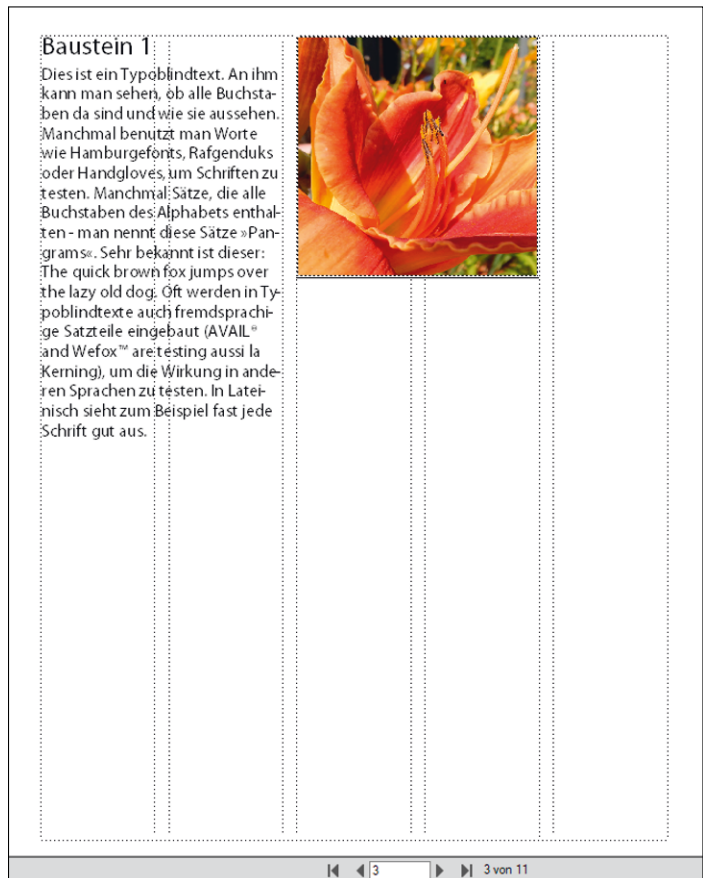 Baustein 1
Dies ist ein Typoblindtext. An ihm
kann man sehen, ob alle Buchsta-
ben da sind und wie sie aussehen.
Manchmal benutzt man Worte
wie Hamburgefonts, Rafgenduks
oder Handgloves, um Schriften zu
testen. Manchmal Sätze, die alle
Buchstaben des Alphabets enthal-
ten - man nennt diese Sätze »Pan-
grams«. Sehr bekannt ist dieser:
The quick brown fox jumps over
the lazy old dog. Oft werden in Ty-
poblindtexte auch fremdsprachi-
ge Satzteile eingebaut (AVAIL®
and Wefox™ are testing aussi la
Kerning), um die Wirkung in ande-
ren Sprachen zu testen. In Latei-
nisch sieht zum Beispiel fast jede
Schrift gut aus.
3 3 von 11